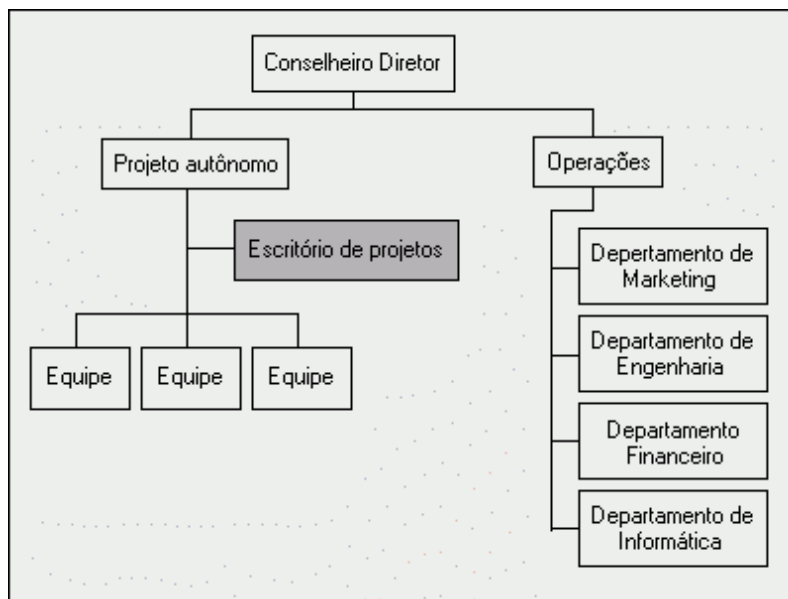 Conselheiro Diretor
Projeto autônomo
Operações
Escritório de projetos
Depertamento de
Marketing
Equipe
Equipe
Equipe
Departamento de
Engenharia
Departamento
Financeiro
Departamento de
Informática